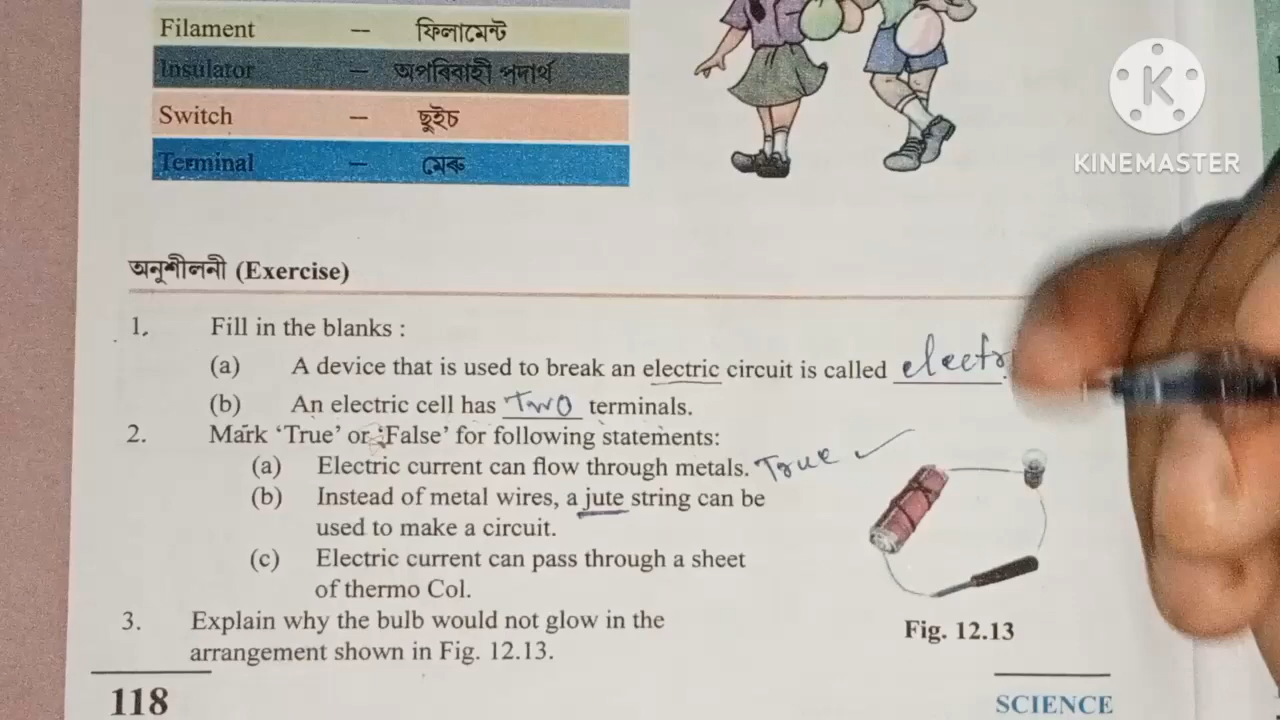 Filament — ফিলামেন্ট
Insulator — অপৰিবাহী পদাৰ্থ
Switch — ছুইচ
Terminal — মেৰু
KINEMASTER
অনুশীলনী (Exercise)
1. Fill in the blanks :
(a) A device that is used to break an electric circuit is called electr
(b) An electric cell has Two terminals.
2. Mark ‘True’ or ‘False’ for following statements:
(a) Electric current can flow through metals. True
(b) Instead of metal wires, a jute string can be
used to make a circuit.
(c) Electric current can pass through a sheet
of thermo Col.
3. Explain why the bulb would not glow in the
arrangement shown in Fig. 12.13.
Fig. 12.13
118
SCIENCE